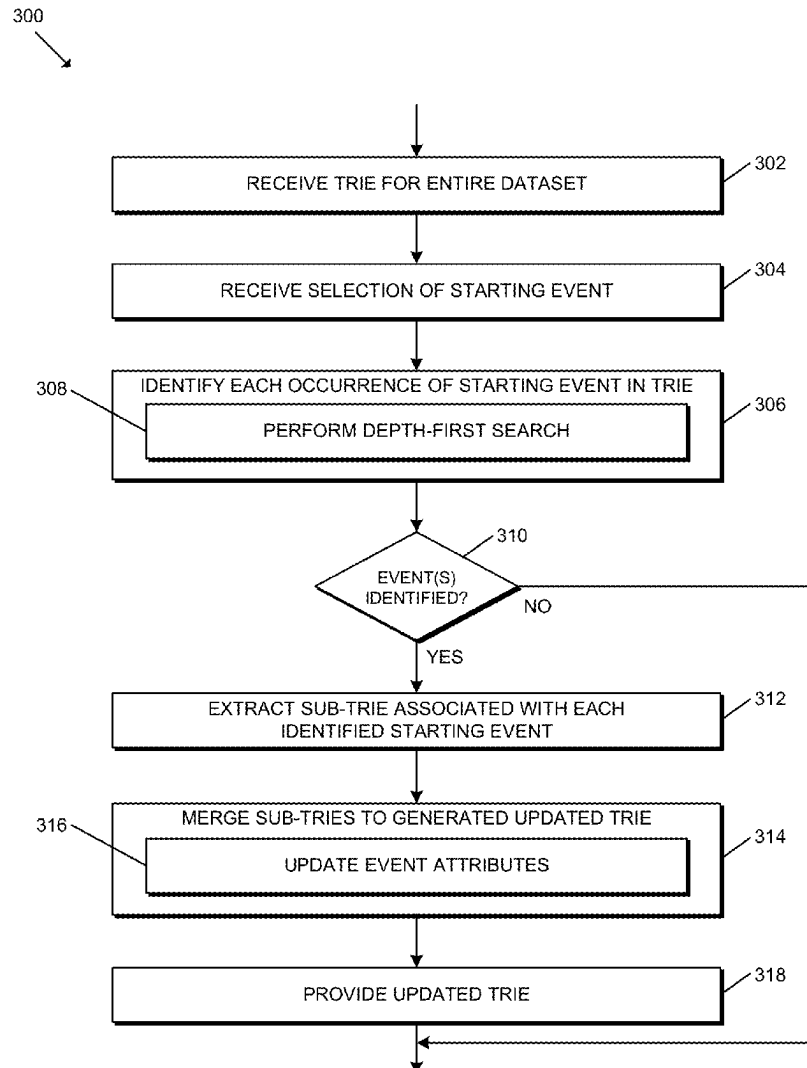 300
RECEIVE TRIE FOR ENTIRE DATASET
302
RECEIVE SELECTION OF STARTING EVENT
304
IDENTIFY EACH OCCURRENCE OF STARTING EVENT IN TRIE
308
PERFORM DEPTH-FIRST SEARCH
306
310
EVENT(S)
IDENTIFIED?
NO
YES
EXTRACT SUB-TRIE ASSOCIATED WITH EACH
IDENTIFIED STARTING EVENT
312
MERGE SUB-TRIES TO GENERATED UPDATED TRIE
316
UPDATE EVENT ATTRIBUTES
314
PROVIDE UPDATED TRIE
318